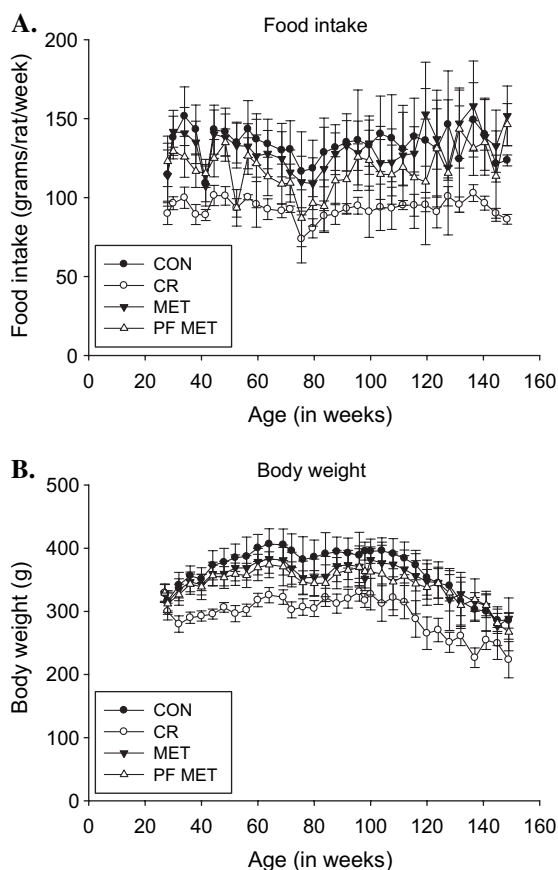 A.
Food intake
Food intake (grams/rat/week)
200
150
100
50
0
CON
CR
MET
PF MET
0 20 40 60 80 100 120 140 160
Age (in weeks)
B.
Body weight
Body weight (g)
500
400
300
200
100
0
CON
CR
MET
PF MET
0 20 40 60 80 100 120 140 160
Age (in weeks)